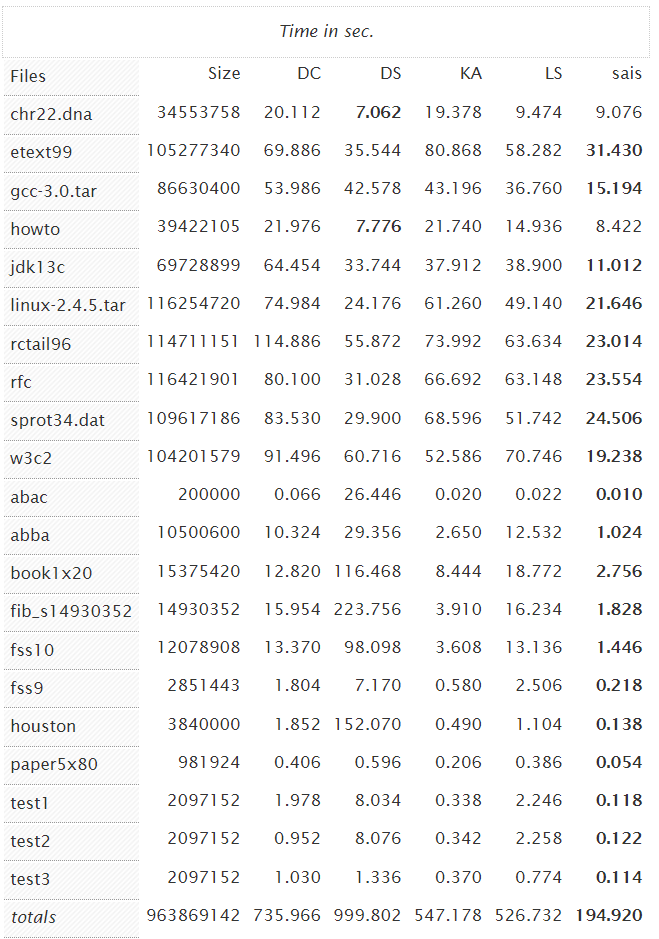 Time in sec.
Files Size DC DS KA LS sais
chr22.dna 34553758 20.112 7.062 19.378 9.474 9.076
etext99 105277340 69.886 35.544 80.868 58.282 31.430
gcc-3.0.tar 86630400 53.986 42.578 43.196 36.760 15.194
howto 39422105 21.976 7.776 21.740 14.936 8.422
jdk13c 69728899 64.454 33.744 37.912 38.900 11.012
linux-2.4.5.tar 116254720 74.984 24.176 61.260 49.140 21.646
rctail96 114711151 114.886 55.872 73.992 63.634 23.014
rfc 116421901 80.100 31.028 66.692 63.148 23.554
sprot34.dat 109617186 83.530 29.900 68.596 51.742 24.506
w3c2 104201579 91.496 60.716 52.586 70.746 19.238
abac 200000 0.066 26.446 0.020 0.022 0.010
abba 10500600 10.324 29.356 2.650 12.532 1.024
book1x20 15375420 12.820 116.468 8.444 18.772 2.756
fib_s14930352 14930352 15.954 223.756 3.910 16.234 1.828
fss10 12078908 13.370 98.098 3.608 13.136 1.446
fss9 2851443 1.804 7.170 0.580 2.506 0.218
houston 3840000 1.852 152.070 0.490 1.104 0.138
paper5x80 981924 0.406 0.596 0.206 0.386 0.054
test1 2097152 1.978 8.034 0.338 2.246 0.118
test2 2097152 0.952 8.076 0.342 2.258 0.122
test3 2097152 1.030 1.336 0.370 0.774 0.114
totals 963869142 735.966 999.802 547.178 526.732 194.920